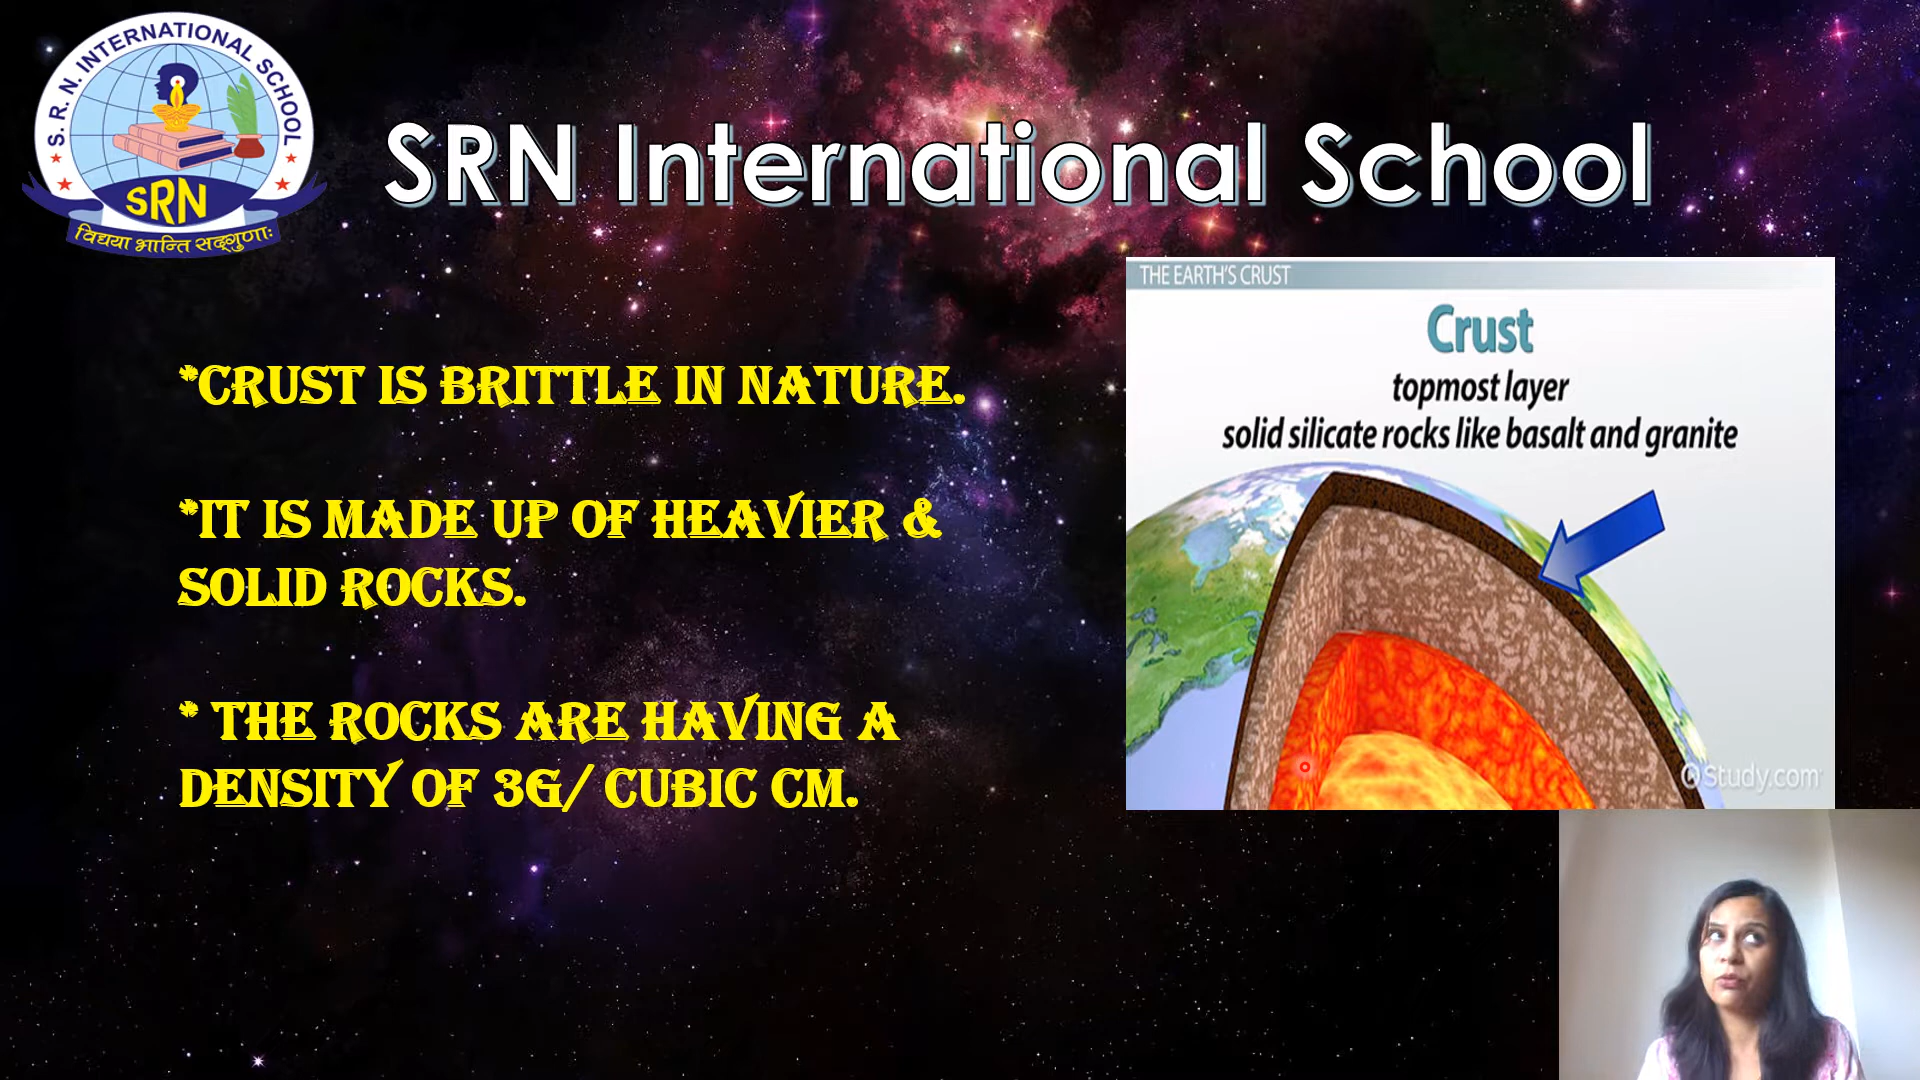 S. R. N. INTERNATIONAL SCHOOL
SRN
विद्यया भान्ति सद्गुणाः
SRN International School
*CRUST IS BRITTLE IN NATURE.
*IT IS MADE UP OF HEAVIER &
SOLID ROCKS.
* THE ROCKS ARE HAVING A
DENSITY OF 3G/ CUBIC CM.
THE EARTH'S CRUST
Crust
topmost layer
solid silicate rocks like basalt and granite
Study.com